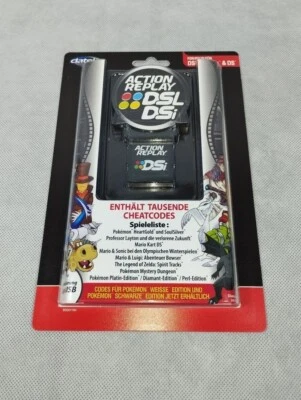 Datel
ACTION
REPLAY
DSL
DSi
& DS
ACTION
REPLAY
DSi
ENTHÄLT TAUSENDE
CHEATCODES
Spieleliste :
Pokémon HeartGold and SoulSilver
Professor Layton und die verlorene Zukunft
Mario Kart DS
Mario & Sonic bei den Olympischen Winterspielen
Mario & Luigi: Abenteuer Bowser
The Legend of Zelda: Spirit Tracks
Pokémon Mystery Dungeon
Pokémon Platin-Edition / Diamant-Edition / Perl-Edition
CODES FÜR POKÉMON WEISSE EDITION UND
POKÉMON SCHWARZE EDITION JETZT ERHÄLTLICH